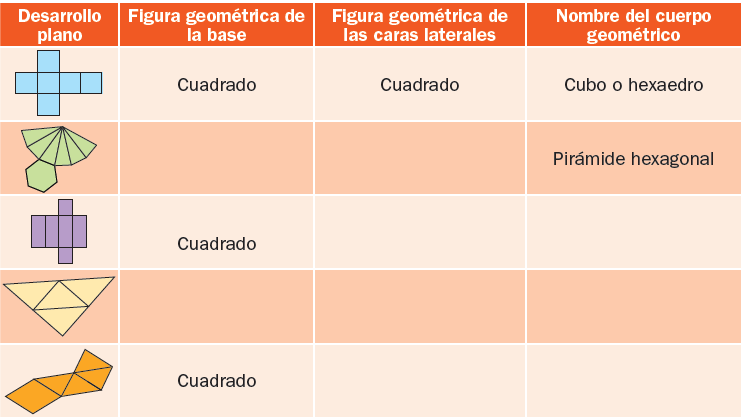 Desarrollo plano
Figura geométrica de la base
Figura geométrica de las caras laterales
Nombre del cuerpo geométrico
Cuadrado
Cuadrado
Cubo o hexaedro
Pirámide hexagonal
Cuadrado
Cuadrado